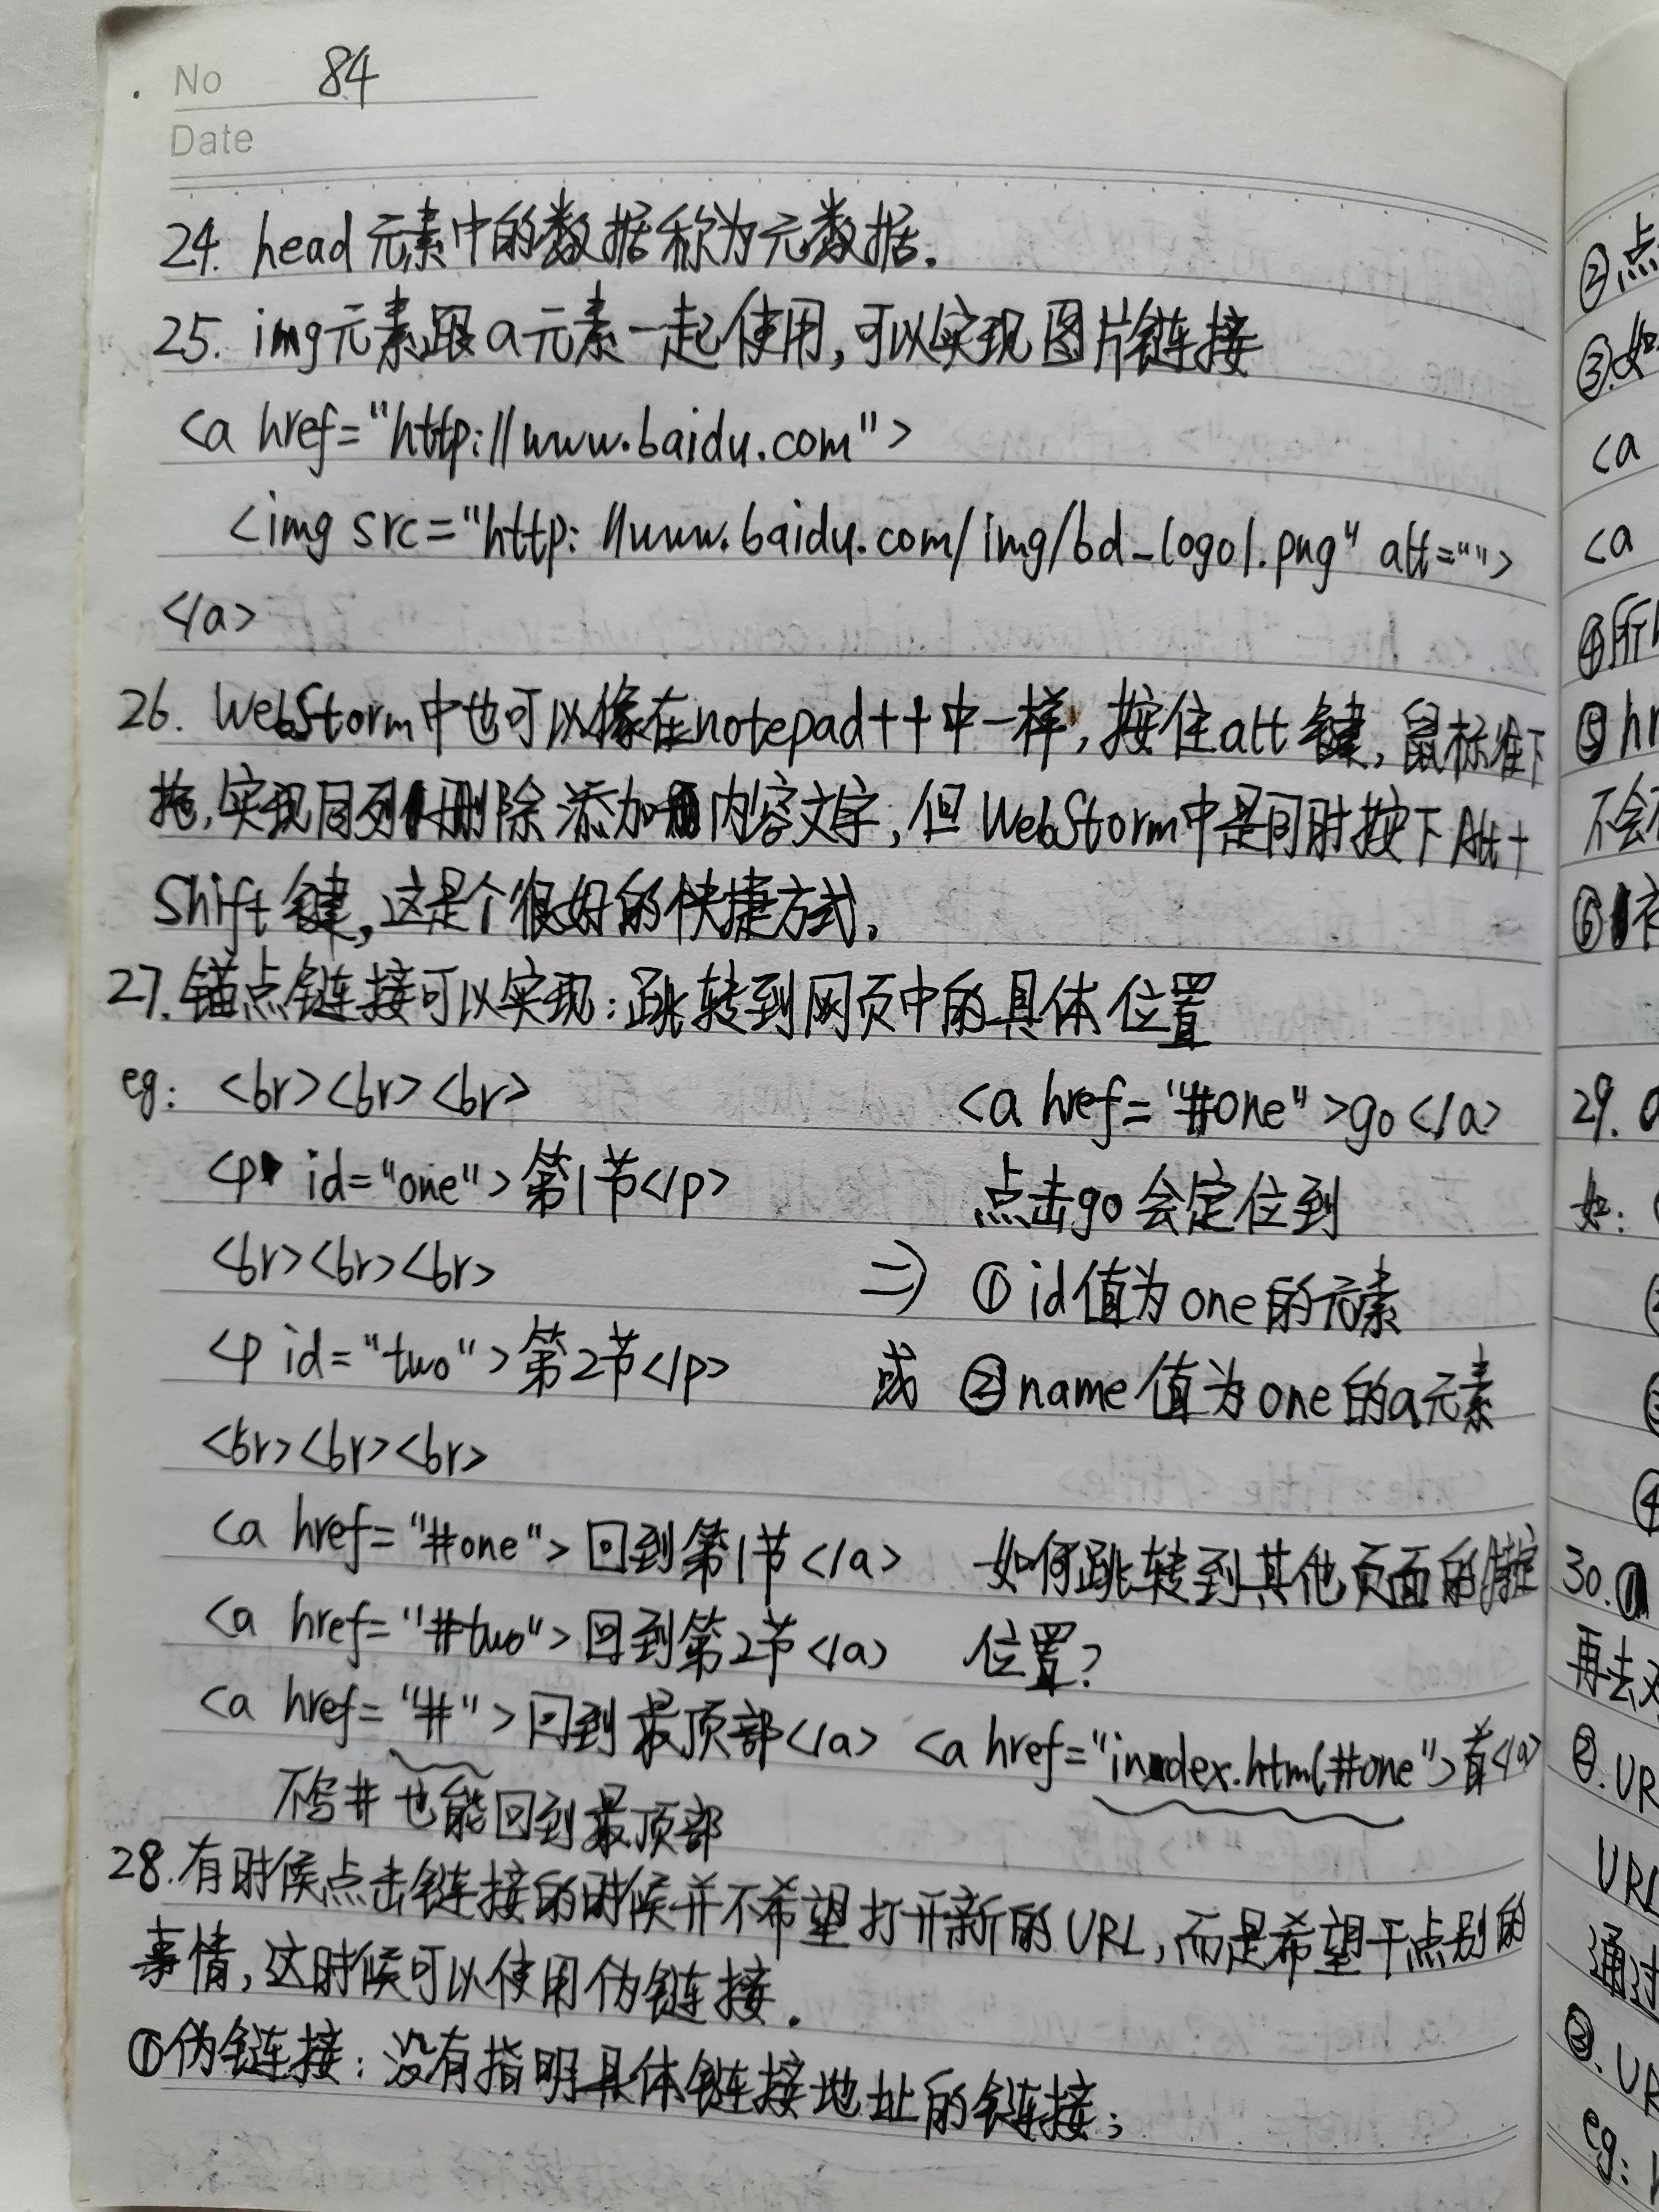 No 84
Date
24. head元素中的数据称为元数据.
25. img元素跟a元素一起使用,可以实现图片链接
<a href="http://www.baidu.com">
<img src="http://www.baidu.com/img/bd_logo1.png" alt="">
</a>
26. WebStorm中也可以像在notepad++中一样,按住alt键,鼠标往下
拖,实现同列删除添加内容文字,但WebStorm中是同时按下Alt+
Shift键,这是个很好的快捷方式。
27.锚点链接可以实现:跳转到网页中的具体位置
eg: <br><br><br>
<p id="one">第1节</p>
<br><br><br>
<p id="two">第2节</p>
<br><br><br>
<a href="#one">回到第1节</a>
<a href="#two">回到第2节</a>
<a href="#">回到最顶部</a>
不写#也能回到最顶部
<a href="#one">go</a>
点击go会定位到
=> ①id值为one的元素
或 ②name值为one的a元素
如何跳转到其他页面的指定
位置?
<a href="index.html#one">首</a>
28.有时候点击链接的时候并不希望打开新的URL,而是希望干点别的
事情,这时候可以使用伪链接.
①伪链接:没有指明具体链接地址的链接;
②点
③.如
<a
<a
④所
⑤hr
不会
⑥
29. a
如:
④
30.①
再去
②.UR
URL
通过
③.UR
eg: